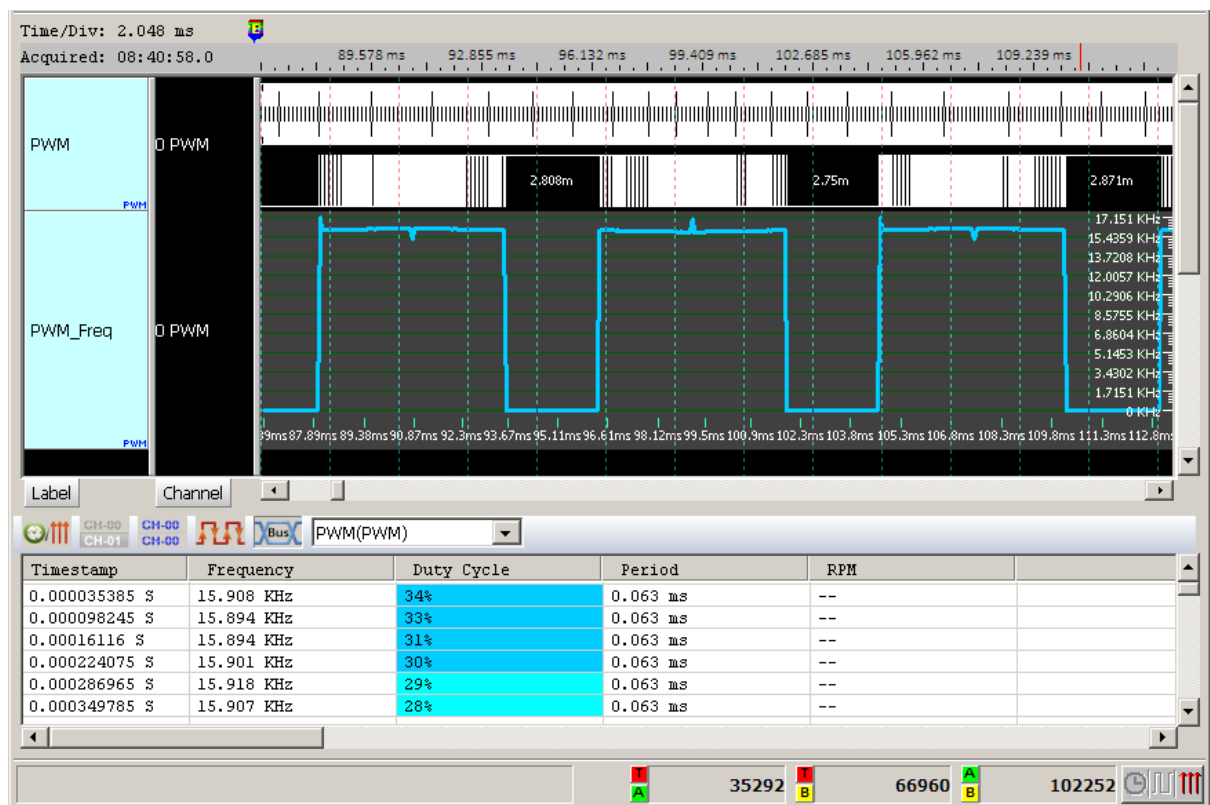 Time/Div: 2.048 ms
B
Acquired: 08:40:58.0
89.578 ms 92.855 ms 96.132 ms 99.409 ms 102.685 ms 105.962 ms 109.239 ms
PWM 0 PWM
2.808m 2.75m 2.871m
PWM
17.151 KHz
15.4359 KHz
13.7208 KHz
12.0057 KHz
10.2906 KHz
8.5755 KHz
PWM_Freq 0 PWM
6.8604 KHz
5.1453 KHz
3.4302 KHz
1.7151 KHz
0 KHz
9ms 87.89ms 89.38ms 90.87ms 92.3ms 93.67ms 95.11ms 96.61ms 98.12ms 99.5ms 100.9ms 102.3ms 103.8ms 105.3ms 106.8ms 108.3ms 109.8ms 111.3ms 112.8ms
PWM
Label Channel
CH-00 CH-00
CH-01 CH-00
Bus PWM(PWM)
Timestamp Frequency Duty Cycle Period RPM
0.000035385 S 15.908 KHz 34% 0.063 ms --
0.000098245 S 15.894 KHz 33% 0.063 ms --
0.00016116 S 15.894 KHz 31% 0.063 ms --
0.000224075 S 15.901 KHz 30% 0.063 ms --
0.000286965 S 15.918 KHz 29% 0.063 ms --
0.000349785 S 15.907 KHz 28% 0.063 ms --
T A 35292 T B 66960 A B 102252